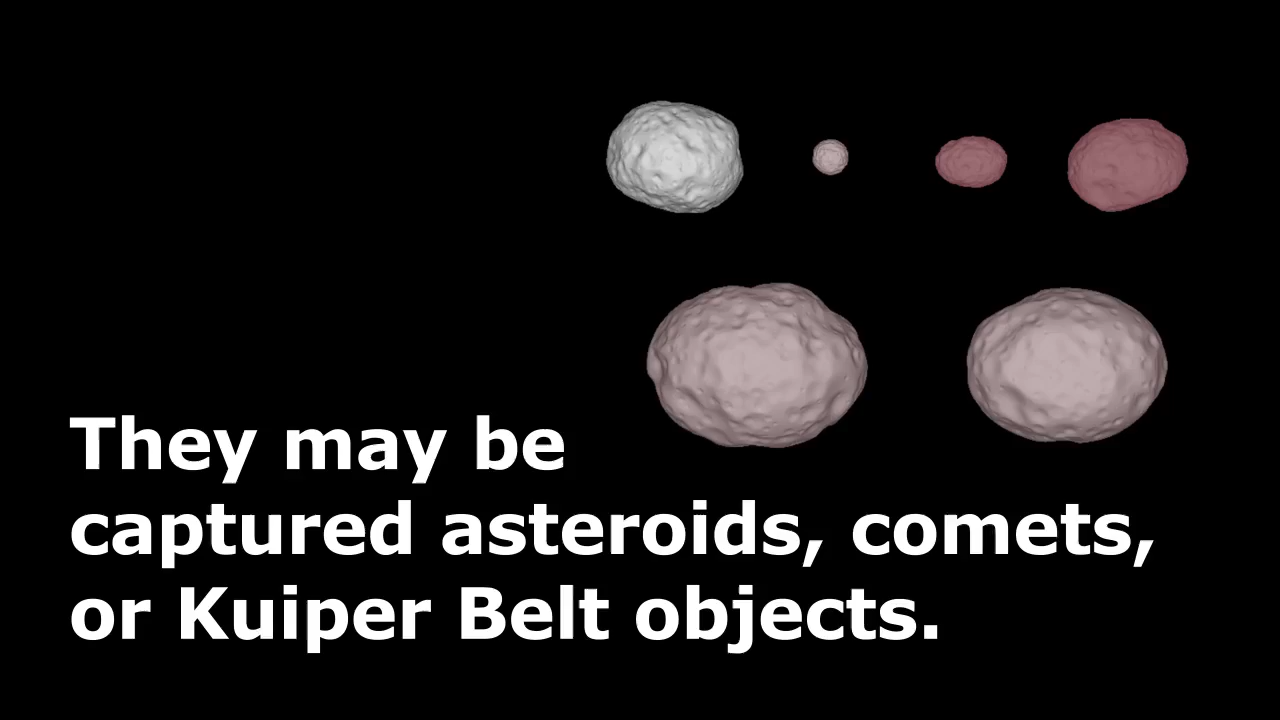 They may be
captured asteroids, comets,
or Kuiper Belt objects.